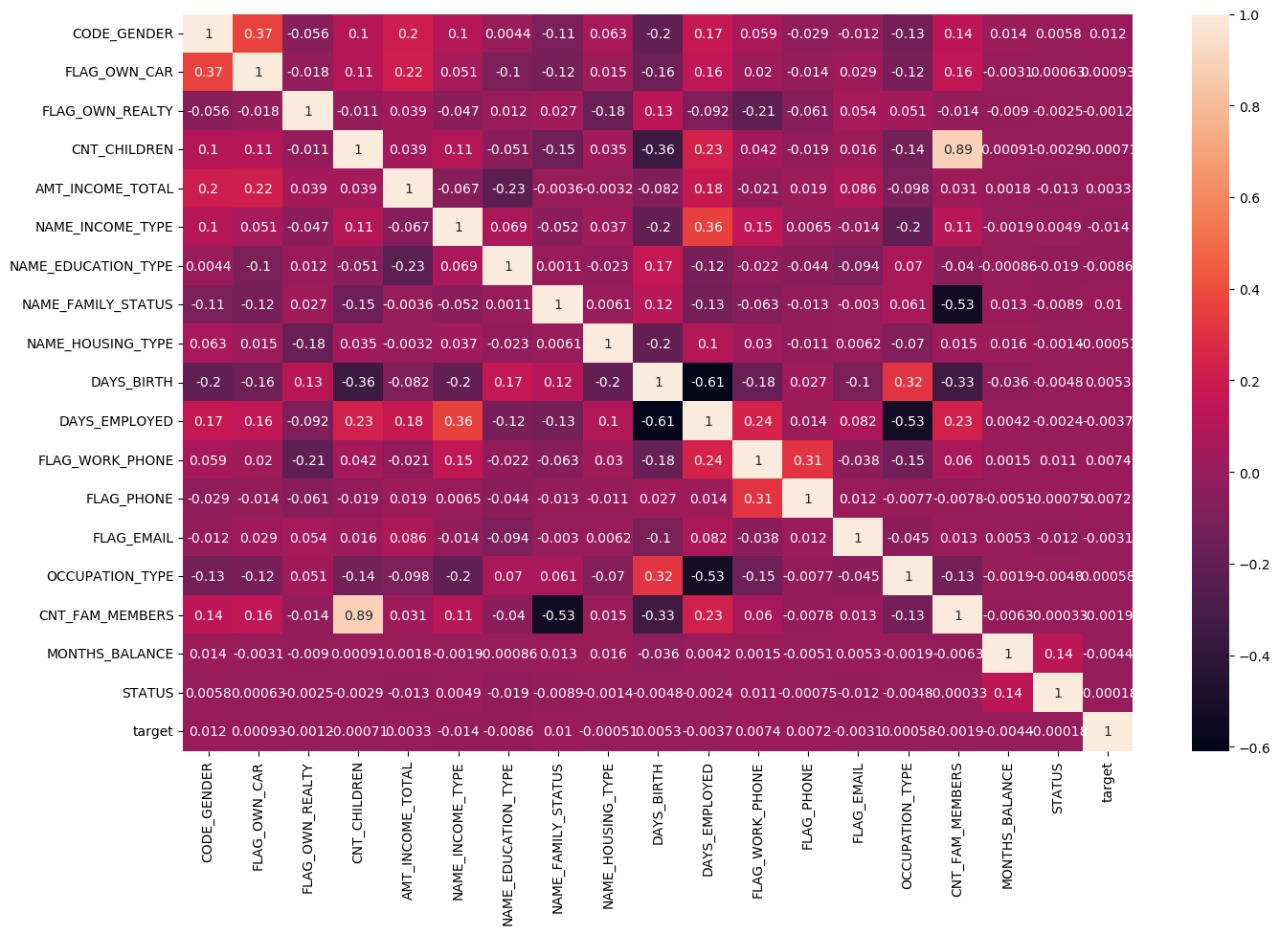 CODE_GENDER 1 0.37 -0.056 0.1 0.2 0.1 0.0044 -0.11 0.063 -0.2 0.17 0.059 -0.029 -0.012 -0.13 0.14 0.014 0.0058 0.012
FLAG_OWN_CAR 0.37 1 -0.018 0.11 0.22 0.051 -0.1 -0.12 0.015 -0.16 0.16 0.02 -0.014 0.029 -0.12 0.16 -0.0031 0.00063 0.00093
FLAG_OWN_REALTY -0.056 -0.018 1 -0.011 0.039 -0.047 0.012 0.027 -0.18 0.13 -0.092 -0.21 -0.061 0.054 0.051 -0.014 -0.009 -0.0025 -0.0012
CNT_CHILDREN 0.1 0.11 -0.011 1 0.039 0.11 -0.051 -0.15 0.035 -0.36 0.23 0.042 -0.019 0.016 -0.14 0.89 0.00091 -0.0029 -0.00071
AMT_INCOME_TOTAL 0.2 0.22 0.039 0.039 1 -0.067 -0.23 -0.0036 -0.0032 -0.082 0.18 -0.021 0.019 0.086 -0.098 0.031 0.0018 -0.013 0.0033
NAME_INCOME_TYPE 0.1 0.051 -0.047 0.11 -0.067 1 0.069 -0.052 0.037 -0.2 0.36 0.15 0.0065 -0.014 -0.2 0.11 -0.0019 0.0049 -0.014
NAME_EDUCATION_TYPE 0.0044 -0.1 0.012 -0.051 -0.23 0.069 1 0.0011 -0.023 0.17 -0.12 -0.022 -0.044 -0.094 0.07 -0.04 -0.00086 -0.019 -0.0086
NAME_FAMILY_STATUS -0.11 -0.12 0.027 -0.15 -0.0036 -0.052 0.0011 1 0.0061 0.12 -0.13 -0.063 -0.013 -0.003 0.061 -0.53 0.013 -0.0089 0.01
NAME_HOUSING_TYPE 0.063 0.015 -0.18 0.035 -0.0032 0.037 -0.023 0.0061 1 -0.2 0.1 0.03 -0.011 0.0062 -0.07 0.015 0.016 -0.0014 -0.00051
DAYS_BIRTH -0.2 -0.16 0.13 -0.36 -0.082 -0.2 0.17 0.12 -0.2 1 -0.61 -0.18 0.027 -0.1 0.32 -0.33 -0.036 -0.0048 0.0053
DAYS_EMPLOYED 0.17 0.16 -0.092 0.23 0.18 0.36 -0.12 -0.13 0.1 -0.61 1 0.24 0.014 0.082 -0.53 0.23 0.0042 -0.0024 -0.0037
FLAG_WORK_PHONE 0.059 0.02 -0.21 0.042 -0.021 0.15 -0.022 -0.063 0.03 -0.18 0.24 1 0.31 -0.038 -0.15 0.06 0.0015 0.011 0.0074
FLAG_PHONE -0.029 -0.014 -0.061 -0.019 0.019 0.0065 -0.044 -0.013 -0.011 0.027 0.014 0.31 1 0.012 -0.0077 -0.0078 -0.0051 -0.00075 0.0072
FLAG_EMAIL -0.012 0.029 0.054 0.016 0.086 -0.014 -0.094 -0.003 0.0062 -0.1 0.082 -0.038 0.012 1 -0.045 0.013 0.0053 -0.012 -0.0031
OCCUPATION_TYPE -0.13 -0.12 0.051 -0.14 -0.098 -0.2 0.07 0.061 -0.07 0.32 -0.53 -0.15 -0.0077 -0.045 1 -0.13 -0.0019 -0.0048 0.00058
CNT_FAM_MEMBERS 0.14 0.16 -0.014 0.89 0.031 0.11 -0.04 -0.53 0.015 -0.33 0.23 0.06 -0.0078 0.013 -0.13 1 -0.0063 -0.00033 -0.0019
MONTHS_BALANCE 0.014 -0.0031 -0.009 0.00091 0.0018 -0.0019 -0.00086 0.013 0.016 -0.036 0.0042 0.0015 -0.0051 0.0053 -0.0019 -0.0063 1 0.14 -0.0044
STATUS 0.0058 0.00063 -0.0025 -0.0029 -0.013 0.0049 -0.019 -0.0089 -0.0014 -0.0048 -0.0024 0.011 -0.00075 -0.012 -0.0048 -0.00033 0.14 1 0.00018
target 0.012 0.00093 -0.0012 -0.00071 0.0033 -0.014 -0.0086 0.01 -0.00051 0.0053 -0.0037 0.0074 0.0072 -0.0031 0.00058 -0.0019 -0.0044 -0.00018 1
CODE_GENDER
FLAG_OWN_CAR
FLAG_OWN_REALTY
CNT_CHILDREN
AMT_INCOME_TOTAL
NAME_INCOME_TYPE
NAME_EDUCATION_TYPE
NAME_FAMILY_STATUS
NAME_HOUSING_TYPE
DAYS_BIRTH
DAYS_EMPLOYED
FLAG_WORK_PHONE
FLAG_PHONE
FLAG_EMAIL
OCCUPATION_TYPE
CNT_FAM_MEMBERS
MONTHS_BALANCE
STATUS
target
1.0
0.8
0.6
0.4
0.2
0.0
−0.2
−0.4
−0.6